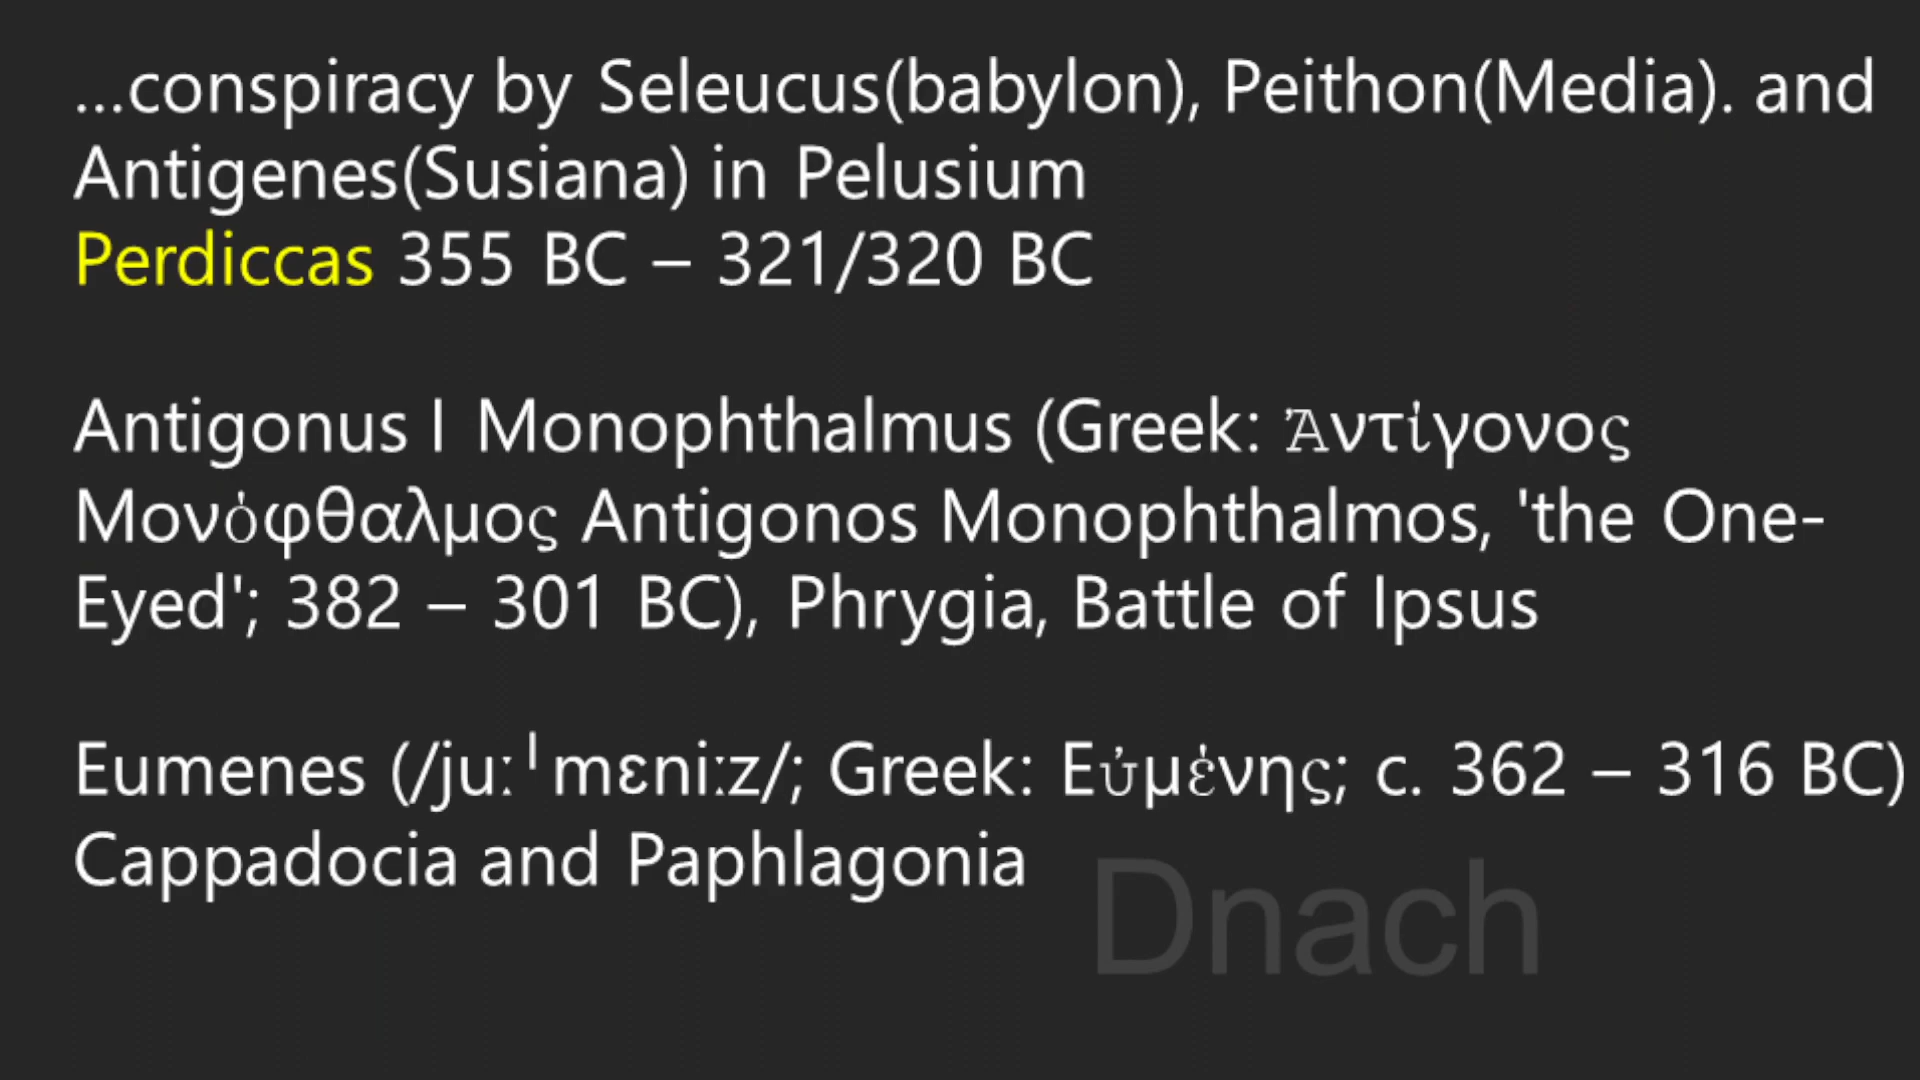 ...conspiracy by Seleucus(babylon), Peithon(Media). and
Antigenes(Susiana) in Pelusium
Perdiccas 355 BC – 321/320 BC
Antigonus I Monophthalmus (Greek: Ἀντίγονος
Μονόφθαλμος Antigonos Monophthalmos, 'the One-
Eyed'; 382 – 301 BC), Phrygia, Battle of Ipsus
Eumenes (/juːˈmɛniːz/; Greek: Εὐμένης; c. 362 – 316 BC)
Cappadocia and Paphlagonia
Dnach